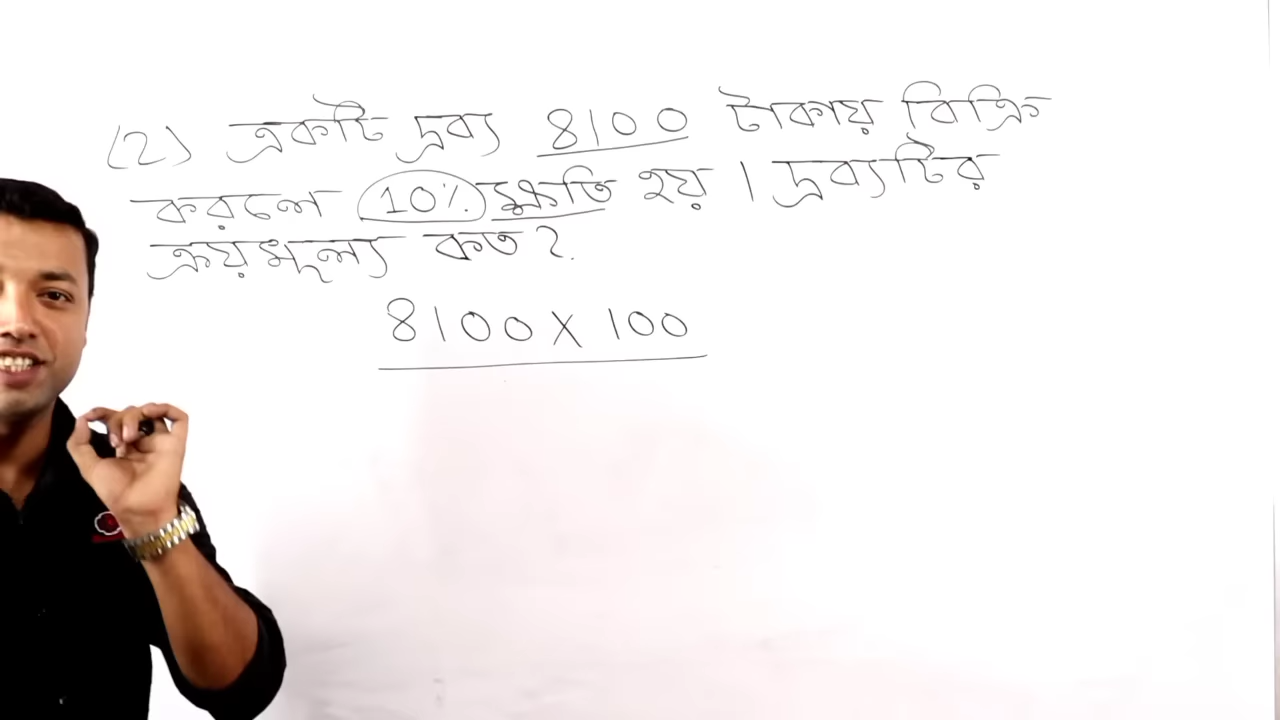 (2) একটি দ্রব্য 8100 টাকায় বিক্রি
করলে 10% ক্ষতি হয়। দ্রব্যটির
ক্রয়মূল্য কত?
8100 X 100